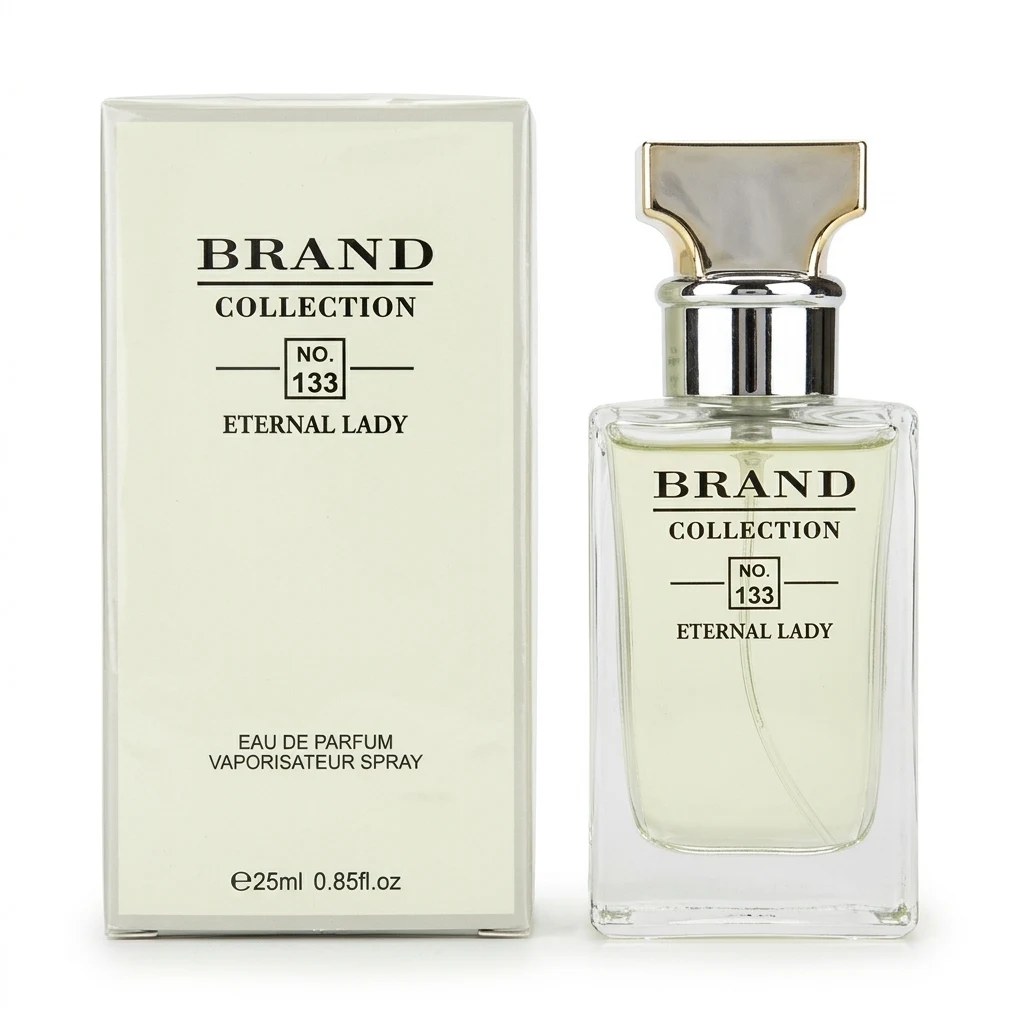 BRAND
COLLECTION
NO.
133
ETERNAL LADY
EAU DE PARFUM
VAPORISATEUR SPRAY
℮25ml 0.85fl.oz
BRAND
COLLECTION
NO.
133
ETERNAL LADY